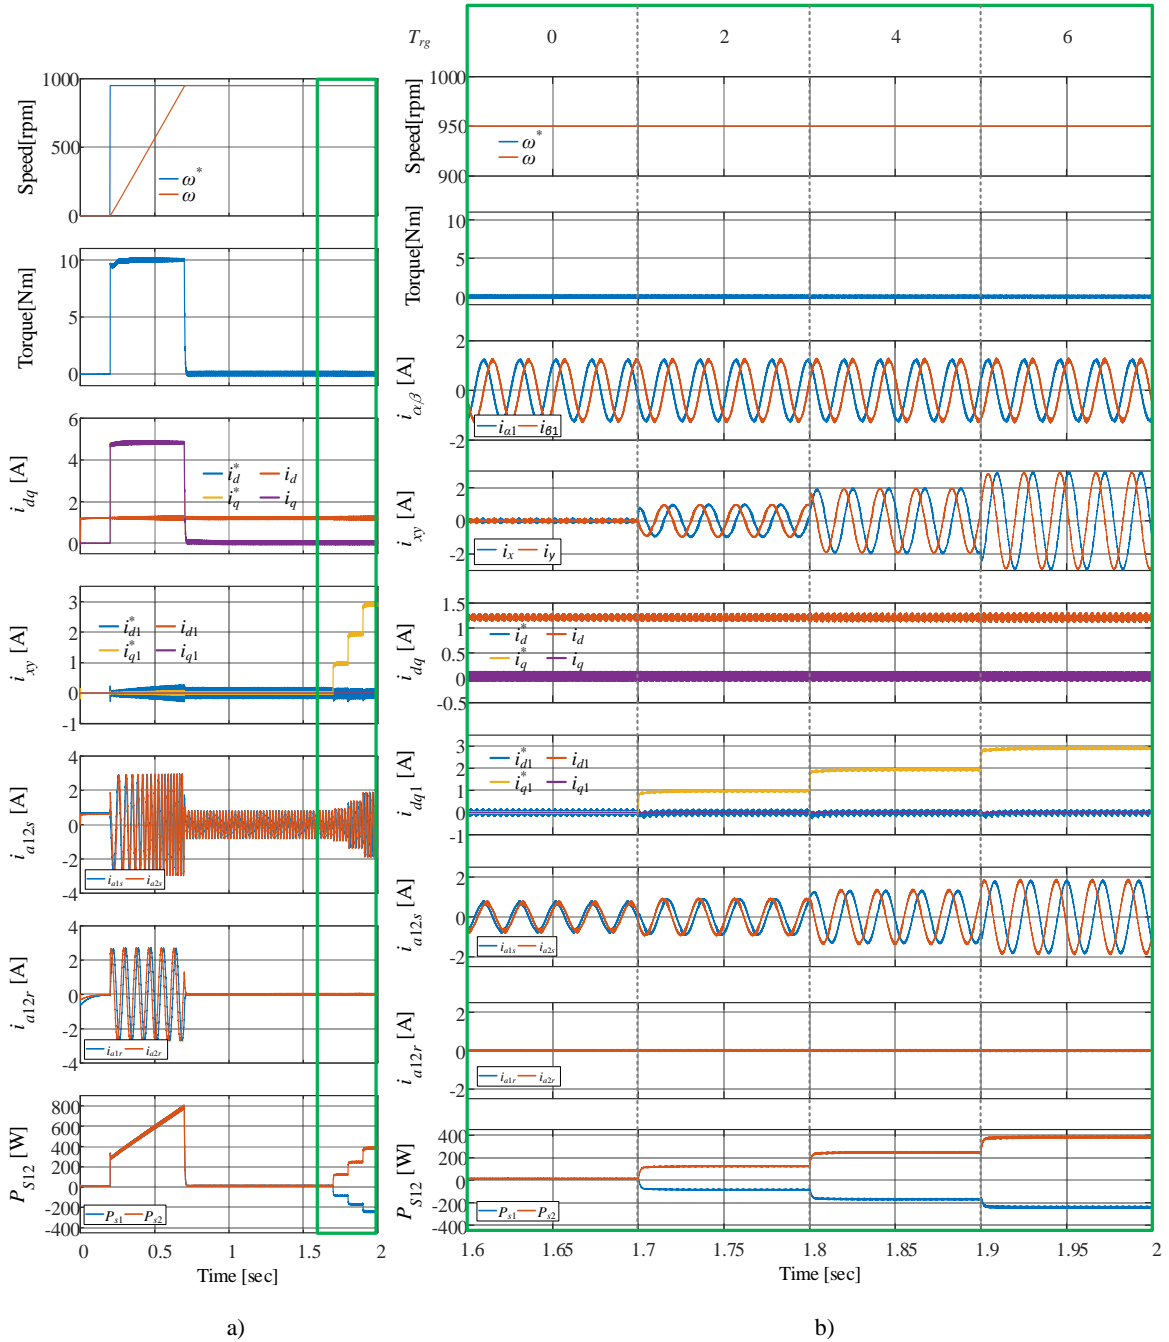 T_rg 0 2 4 6
Speed[rpm]
1000
500
0
ω*
ω
Torque[Nm]
10
5
0
i_dq [A]
6
4
2
0
i_d* i_d
i_q* i_q
i_xy [A]
3
2
1
0
-1
i_d1* i_d1
i_q1* i_q1
i_a12s [A]
4
2
0
-2
-4
i_a1s i_a2s
i_a12r [A]
4
2
0
-2
-4
i_a1r i_a2r
P_S12 [W]
800
600
400
200
0
-200
-400
P_s1 P_s2
0 0.5 1 1.5 2
Time [sec]
a)
Speed[rpm]
1000
950
900
ω*
ω
Torque[Nm]
10
5
0
i_αβ [A]
2
0
-2
i_α1 i_β1
i_xy [A]
2
0
-2
i_x i_y
i_dq [A]
1.5
1
0.5
0
-0.5
i_d* i_d
i_q* i_q
i_dq1 [A]
3
2
1
0
-1
i_d1* i_d1
i_q1* i_q1
i_a12s [A]
2
0
-2
i_a1s i_a2s
i_a12r [A]
2
0
-2
i_a1r i_a2r
P_S12 [W]
400
200
0
-200
-400
P_s1 P_s2
1.6 1.65 1.7 1.75 1.8 1.85 1.9 1.95 2
Time [sec]
b)